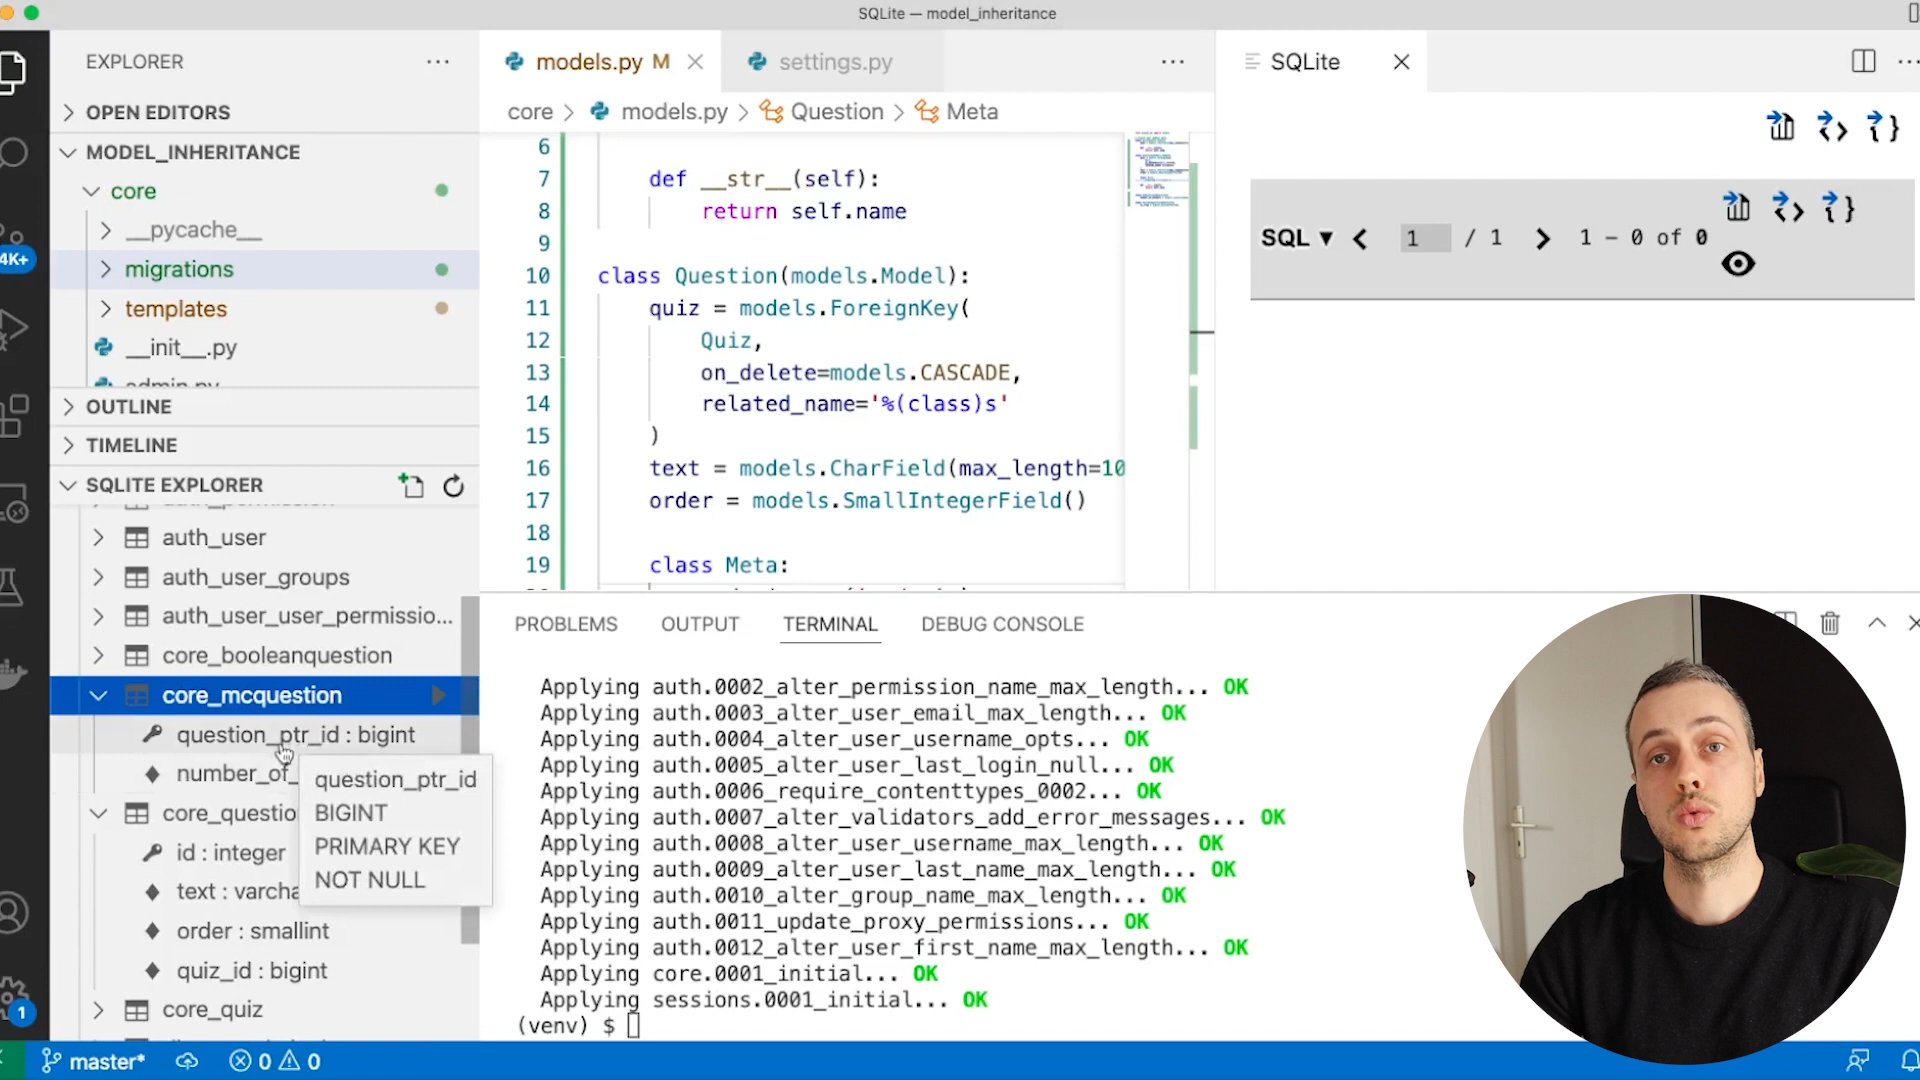 SQLite — model_inheritance
EXPLORER
OPEN EDITORS
MODEL_INHERITANCE
core
__pycache__
migrations
templates
__init__.py
admin.py
OUTLINE
TIMELINE
SQLITE EXPLORER
auth_permission
auth_user
auth_user_groups
auth_user_user_permissio...
core_booleanquestion
core_mcquestion
question_ptr_id : bigint
number_of_
core_questio
id : integer
text : varcha
order : smallint
quiz_id : bigint
core_quiz
question_ptr_id
BIGINT
PRIMARY KEY
NOT NULL
4K+
1
models.py M
settings.py
core > models.py > Question > Meta
6
7 def __str__(self):
8 return self.name
9
10 class Question(models.Model):
11 quiz = models.ForeignKey(
12 Quiz,
13 on_delete=models.CASCADE,
14 related_name='%(class)s'
15 )
16 text = models.CharField(max_length=10
17 order = models.SmallIntegerField()
18
19 class Meta:
SQLite
SQL ▼ < 1 / 1 > 1 – 0 of 0
PROBLEMS OUTPUT TERMINAL DEBUG CONSOLE
Applying auth.0002_alter_permission_name_max_length... OK
Applying auth.0003_alter_user_email_max_length... OK
Applying auth.0004_alter_user_username_opts... OK
Applying auth.0005_alter_user_last_login_null... OK
Applying auth.0006_require_contenttypes_0002... OK
Applying auth.0007_alter_validators_add_error_messages... OK
Applying auth.0008_alter_user_username_max_length... OK
Applying auth.0009_alter_user_last_name_max_length... OK
Applying auth.0010_alter_group_name_max_length... OK
Applying auth.0011_update_proxy_permissions... OK
Applying auth.0012_alter_user_first_name_max_length... OK
Applying core.0001_initial... OK
Applying sessions.0001_initial... OK
(venv) $
master* 0 0